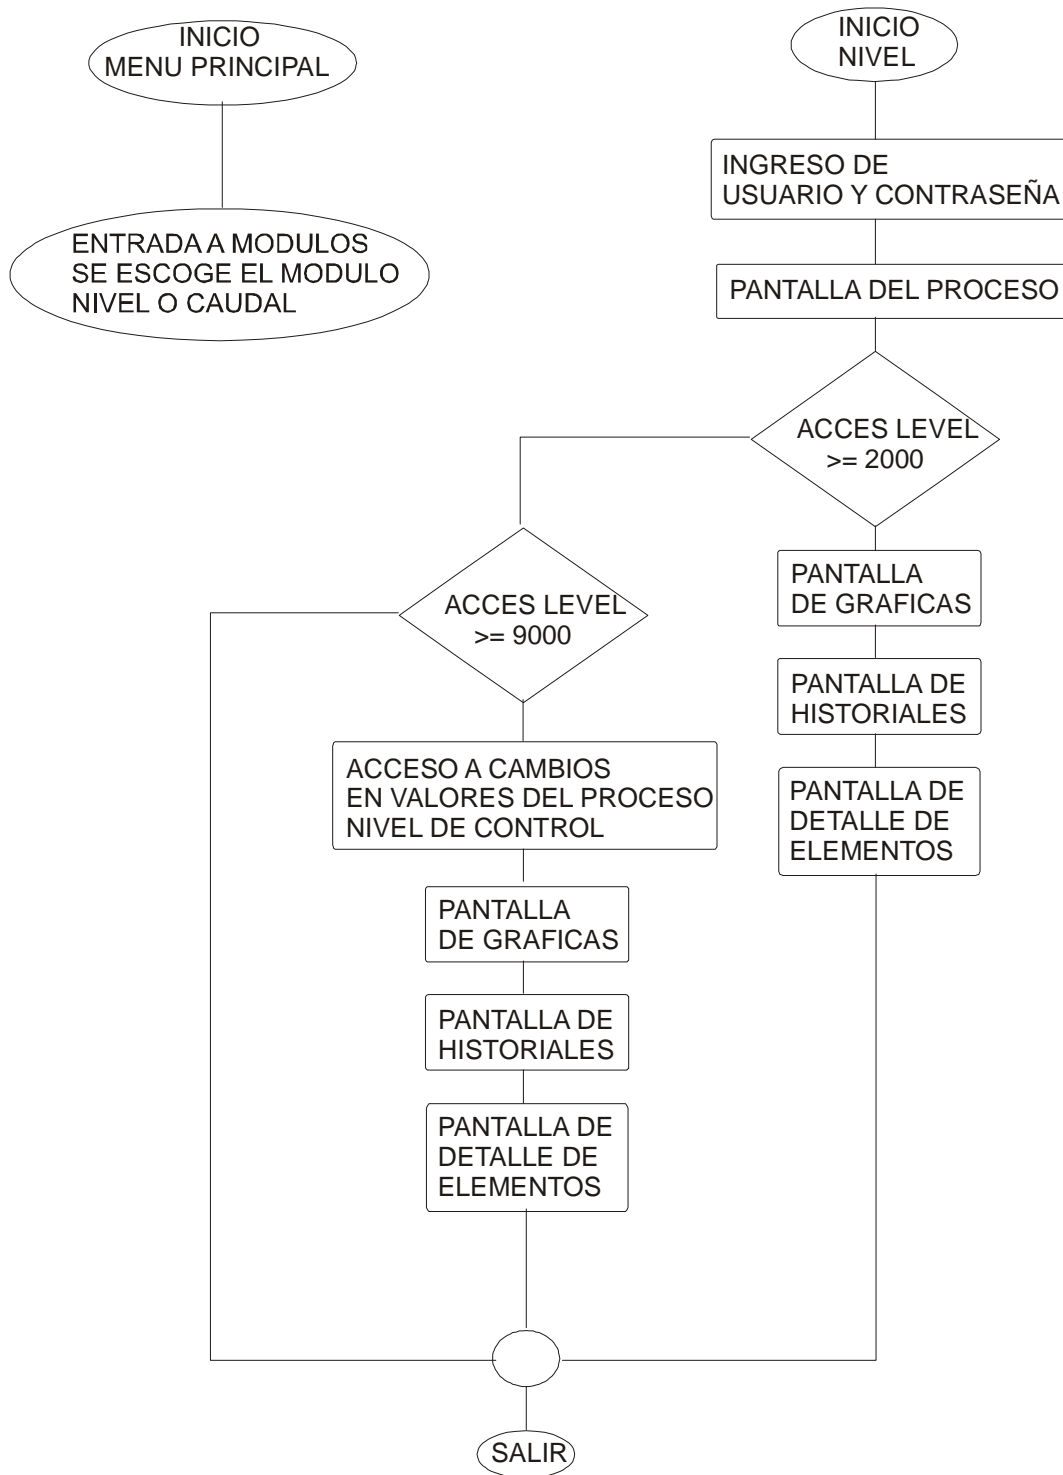 INICIO
MENU PRINCIPAL
ENTRADA A MODULOS
SE ESCOGE EL MODULO
NIVEL O CAUDAL
INICIO
NIVEL
INGRESO DE
USUARIO Y CONTRASEÑA
PANTALLA DEL PROCESO
ACCES LEVEL
>= 2000
PANTALLA
DE GRAFICAS
PANTALLA DE
HISTORIALES
PANTALLA DE
DETALLE DE
ELEMENTOS
ACCES LEVEL
>= 9000
ACCESO A CAMBIOS
EN VALORES DEL PROCESO
NIVEL DE CONTROL
PANTALLA
DE GRAFICAS
PANTALLA DE
HISTORIALES
PANTALLA DE
DETALLE DE
ELEMENTOS
SALIR